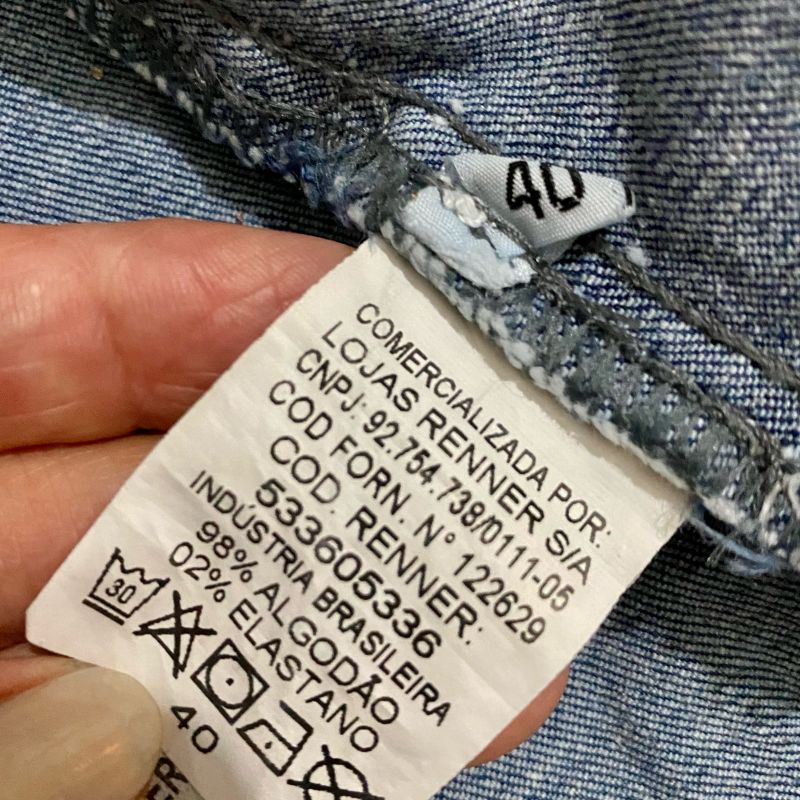 40
COMERCIALIZADA POR:
LOJAS RENNER S/A
CNPJ: 92.754.738/0111-05
COD FORN. N° 122629
COD. RENNER:
533605336
INDÚSTRIA BRASILEIRA
98% ALGODÃO
02% ELASTANO
30
40